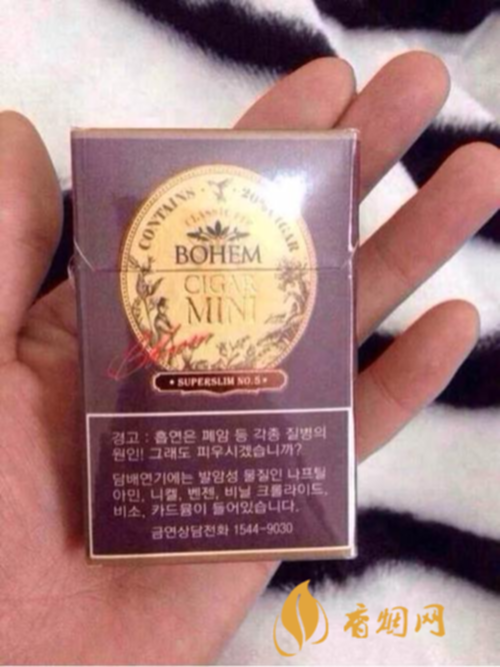 CONTAINS 20% CIGAR
BOHEM
CIGAR
MINI
Bohem
SUPERSLIM NO.5
경고 : 흡연은 폐암 등 각종 질병의
원인! 그래도 피우시겠습니까?
담배연기에는 발암성 물질인 나프틸
아민, 니켈, 벤젠, 비닐 크롤라이드,
비소, 카드뮴이 들어있습니다.
금연상담전화 1544-9030
香烟网